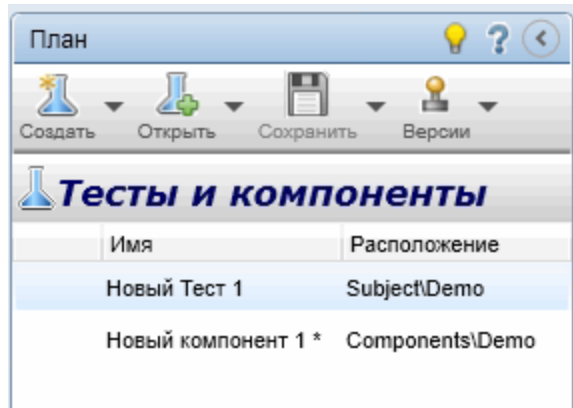 План
Создать Открыть Сохранить Версии
Тесты и компоненты
Имя Расположение
Новый Тест 1 Subject\Demo
Новый компонент 1 * Components\Demo